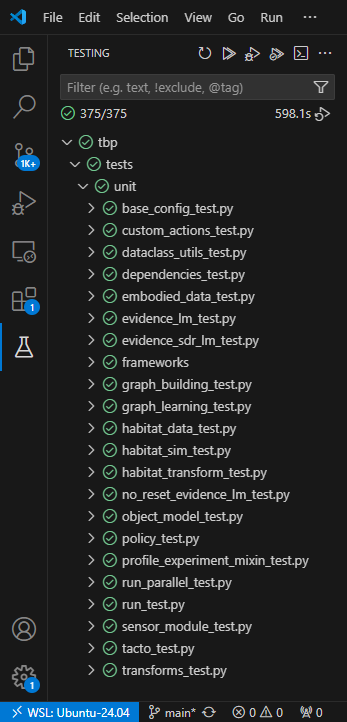 File Edit Selection View Go Run ...
TESTING ...
Filter (e.g. text, !exclude, @tag)
375/375 598.1s
tbp
1K+
tests
unit
base_config_test.py
custom_actions_test.py
dataclass_utils_test.py
dependencies_test.py
embodied_data_test.py
1
evidence_lm_test.py
evidence_sdr_lm_test.py
frameworks
graph_building_test.py
graph_learning_test.py
habitat_data_test.py
habitat_sim_test.py
habitat_transform_test.py
no_reset_evidence_lm_test.py
object_model_test.py
policy_test.py
profile_experiment_mixin_test.py
run_parallel_test.py
run_test.py
sensor_module_test.py
tacto_test.py
transforms_test.py
1
WSL: Ubuntu-24.04 main* 0 0 0